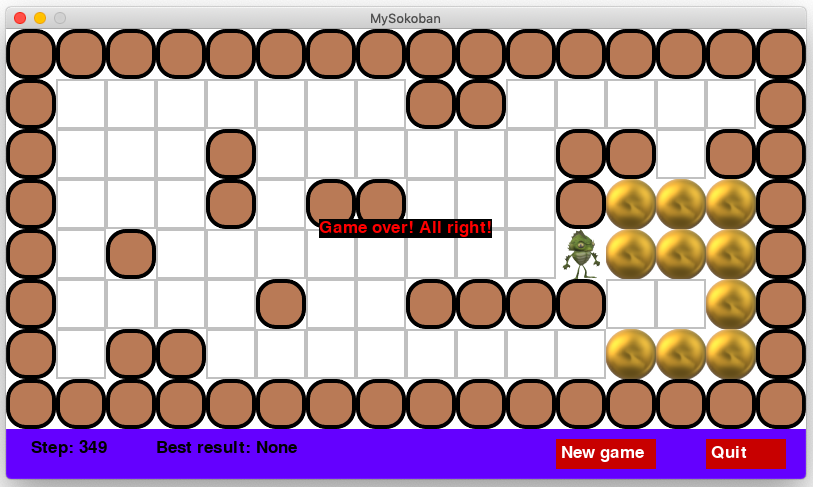 MySokoban
Game over! All right!
Step: 349
Best result: None
New game
Quit